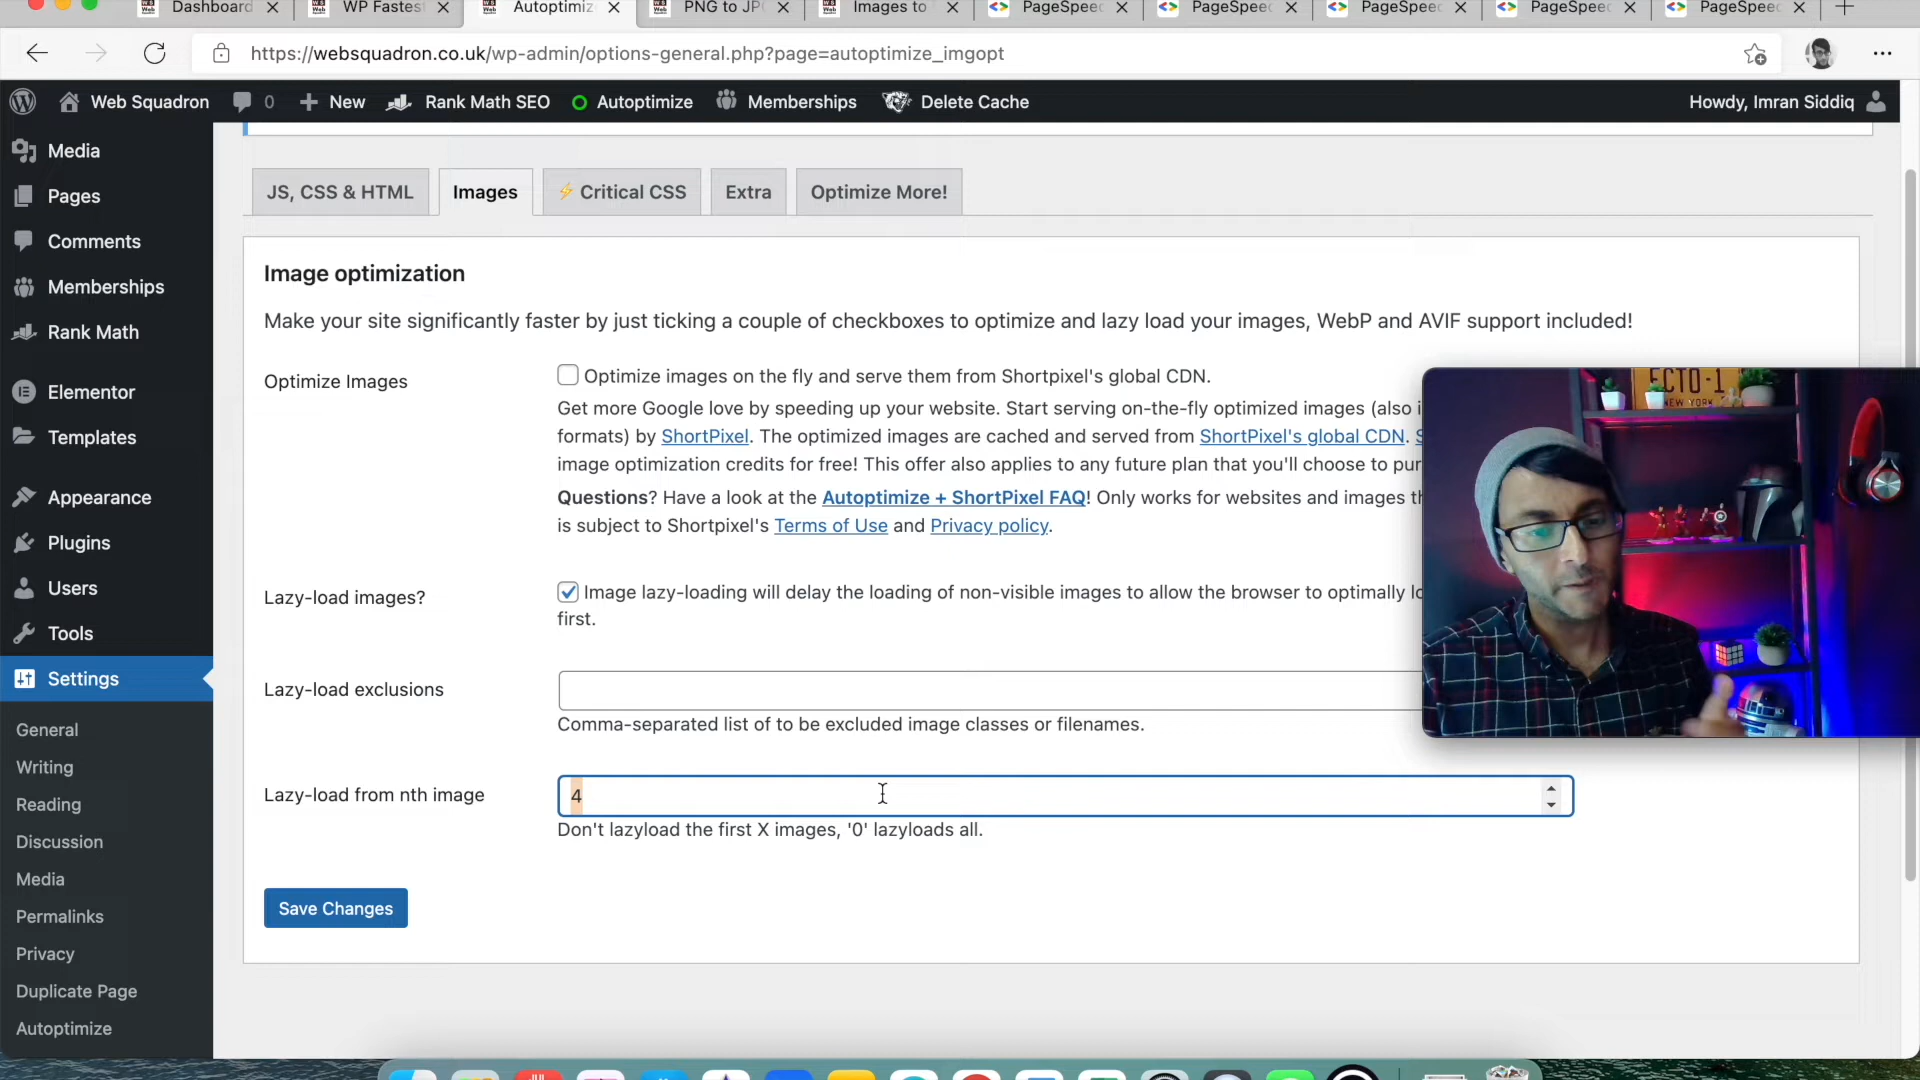 Dashboard
WP Fastest
Autoptimize
PNG to JPG
Images to
PageSpeed
PageSpeed
PageSpeed
PageSpeed
PageSpeed
https://websquadron.co.uk/wp-admin/options-general.php?page=autoptimize_imgopt
Web Squadron
0
New
Rank Math SEO
Autoptimize
Memberships
Delete Cache
Howdy, Imran Siddiq
Media
Pages
Comments
Memberships
Rank Math
Elementor
Templates
Appearance
Plugins
Users
Tools
Settings
General
Writing
Reading
Discussion
Media
Permalinks
Privacy
Duplicate Page
Autoptimize
JS, CSS & HTML
Images
⚡Critical CSS
Extra
Optimize More!
Image optimization
Make your site significantly faster by just ticking a couple of checkboxes to optimize and lazy load your images, WebP and AVIF support included!
Optimize Images
Optimize images on the fly and serve them from Shortpixel's global CDN.
Get more Google love by speeding up your website. Start serving on-the-fly optimized images (also i
formats) by ShortPixel. The optimized images are cached and served from ShortPixel's global CDN. S
image optimization credits for free! This offer also applies to any future plan that you'll choose to pur
Questions? Have a look at the Autoptimize + ShortPixel FAQ! Only works for websites and images th
is subject to Shortpixel's Terms of Use and Privacy policy.
Lazy-load images?
Image lazy-loading will delay the loading of non-visible images to allow the browser to optimally lo
first.
Lazy-load exclusions
Comma-separated list of to be excluded image classes or filenames.
Lazy-load from nth image
4
Don't lazyload the first X images, '0' lazyloads all.
Save Changes
ECTO-1
NEW YORK